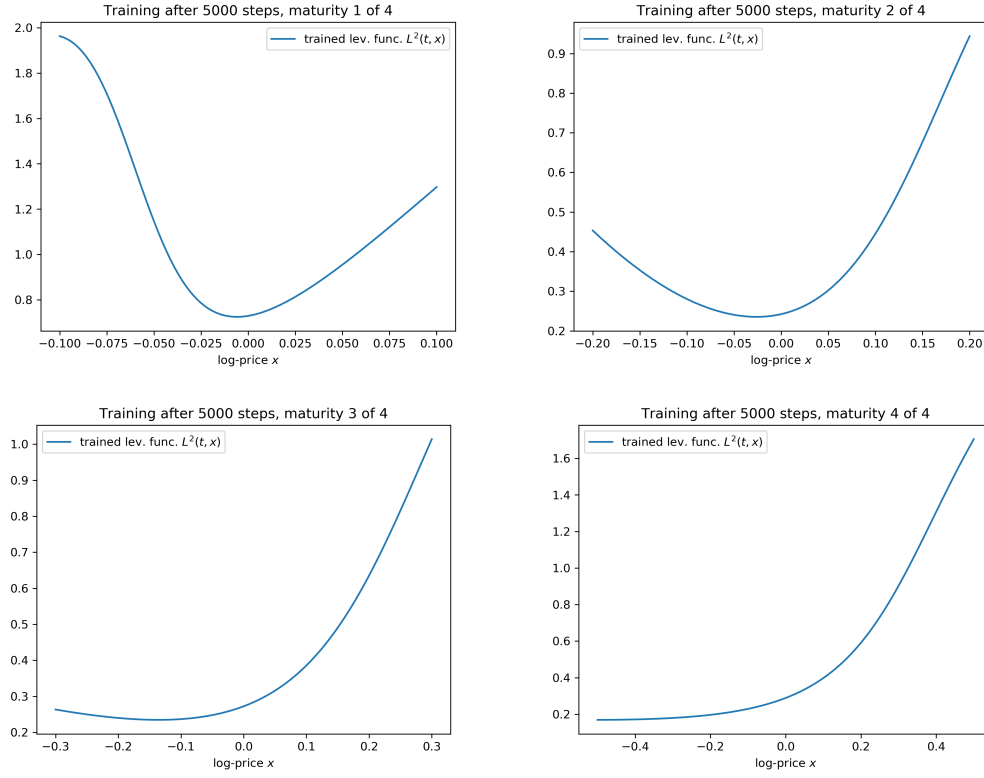 Training after 5000 steps, maturity 1 of 4
2.0
1.8
1.6
1.4
1.2
1.0
0.8
trained lev. func. L²(t, x)
−0.100 −0.075 −0.050 −0.025 0.000 0.025 0.050 0.075 0.100
log-price x
Training after 5000 steps, maturity 2 of 4
0.9
0.8
0.7
0.6
0.5
0.4
0.3
0.2
trained lev. func. L²(t, x)
−0.20 −0.15 −0.10 −0.05 0.00 0.05 0.10 0.15 0.20
log-price x
Training after 5000 steps, maturity 3 of 4
1.0
0.9
0.8
0.7
0.6
0.5
0.4
0.3
0.2
trained lev. func. L²(t, x)
−0.3 −0.2 −0.1 0.0 0.1 0.2 0.3
log-price x
Training after 5000 steps, maturity 4 of 4
1.6
1.4
1.2
1.0
0.8
0.6
0.4
0.2
trained lev. func. L²(t, x)
−0.4 −0.2 0.0 0.2 0.4
log-price x